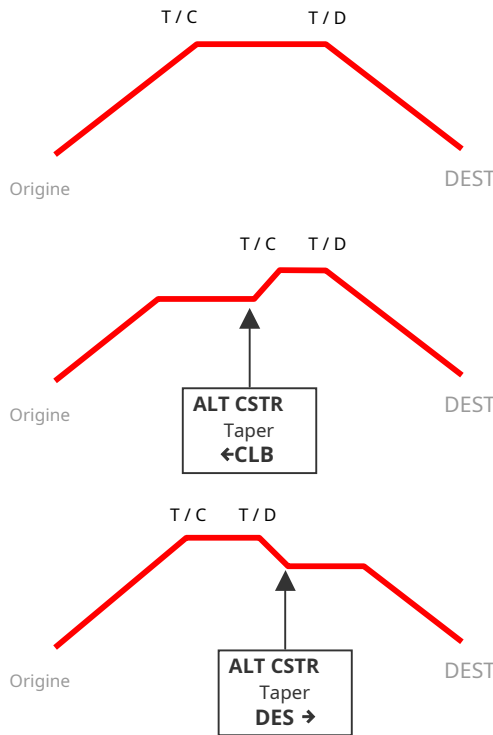 T / C T / D
Origine DEST
T / C T / D
Origine DEST
ALT CSTR
Taper
←CLB
T / C T / D
Origine DEST
ALT CSTR
Taper
DES →